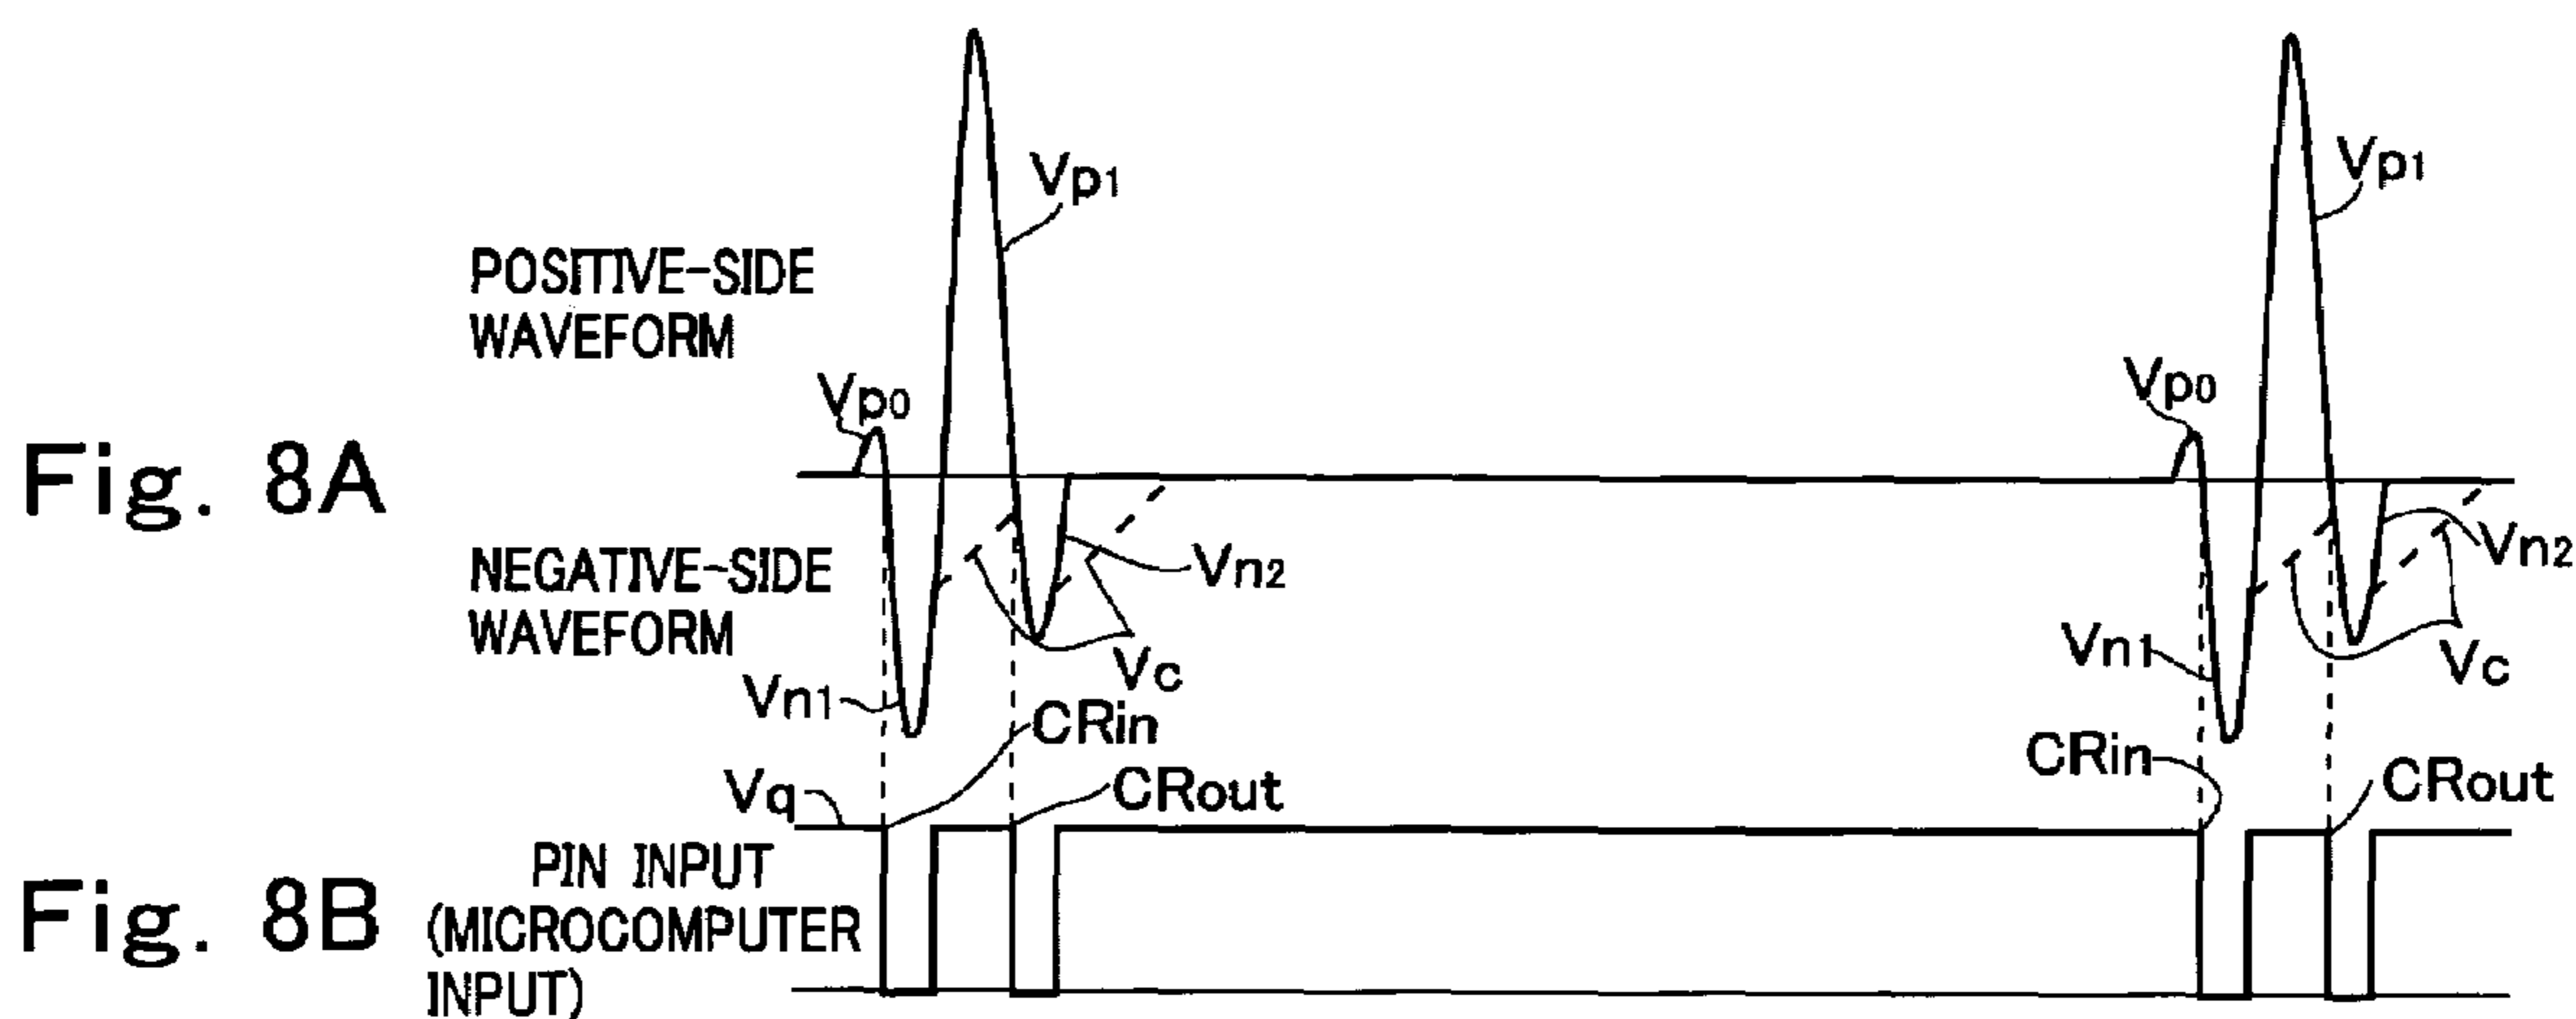 Fig. 8A
POSITIVE-SIDE
WAVEFORM
NEGATIVE-SIDE
WAVEFORM
Vp0
Vp1
Vn1
Vn2
Vc
Vp0
Vp1
Vn1
Vn2
Vc
CRin
CRout
CRin
CRout
Vq
Fig. 8B
PIN INPUT
(MICROCOMPUTER
INPUT)